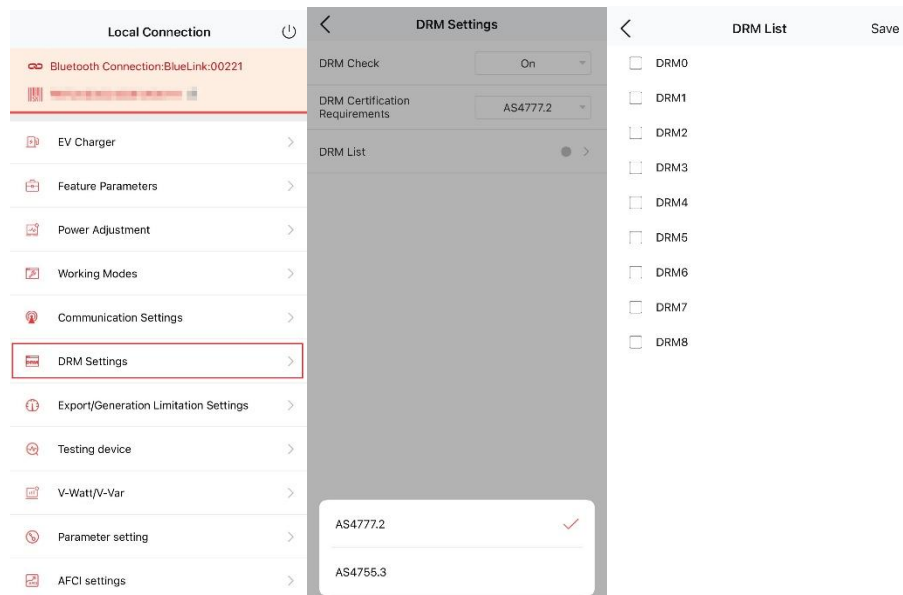 Local Connection
Bluetooth Connection:BlueLink:00221
EV Charger
Feature Parameters
Power Adjustment
Working Modes
Communication Settings
DRM Settings
Export/Generation Limitation Settings
Testing device
V-Watt/V-Var
Parameter setting
AFCI settings
DRM Settings
DRM Check
On
DRM Certification
Requirements
AS4777.2
DRM List
AS4777.2
AS4755.3
DRM List
Save
DRM0
DRM1
DRM2
DRM3
DRM4
DRM5
DRM6
DRM7
DRM8